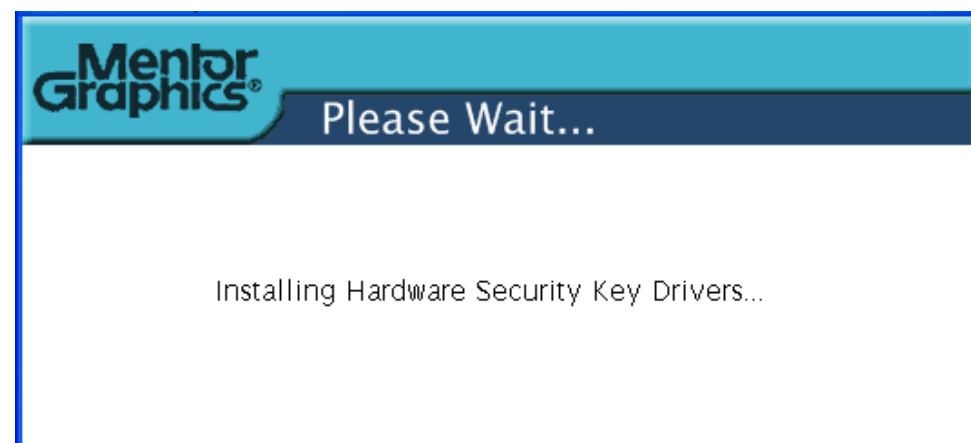 Mentor
Graphics®
Please Wait...
Installing Hardware Security Key Drivers...